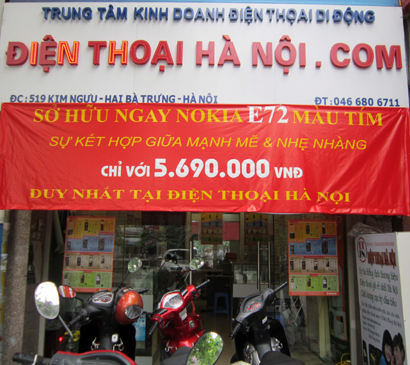 TRUNG TÂM KINH DOANH ĐIỆN THOẠI DI ĐỘNG
ĐIỆN THOẠI HÀ NỘI . COM
ĐC : 519 KIM NGƯU - HAI BÀ TRƯNG - HÀ NỘI
ĐT: 046 680 6711
SỞ HỮU NGAY NOKIA E72 MÀU TÍM
SỰ KẾT HỢP GIỮA MẠNH MẼ & NHẸ NHÀNG
CHỈ VỚI 5.690.000 VNĐ
DUY NHẤT TẠI ĐIỆN THOẠI HÀ NỘI